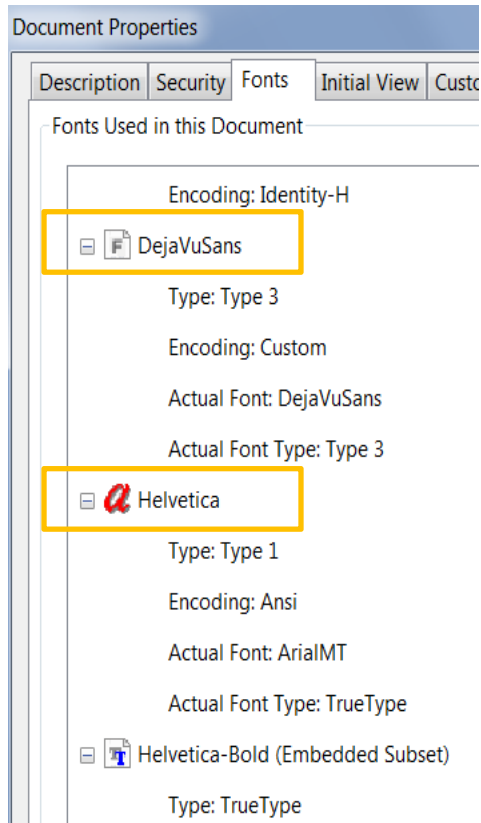 Document Properties
Description Security Fonts Initial View Custo
Fonts Used in this Document
Encoding: Identity-H
DejaVuSans
Type: Type 3
Encoding: Custom
Actual Font: DejaVuSans
Actual Font Type: Type 3
Helvetica
Type: Type 1
Encoding: Ansi
Actual Font: ArialMT
Actual Font Type: TrueType
Helvetica-Bold (Embedded Subset)
Type: TrueType